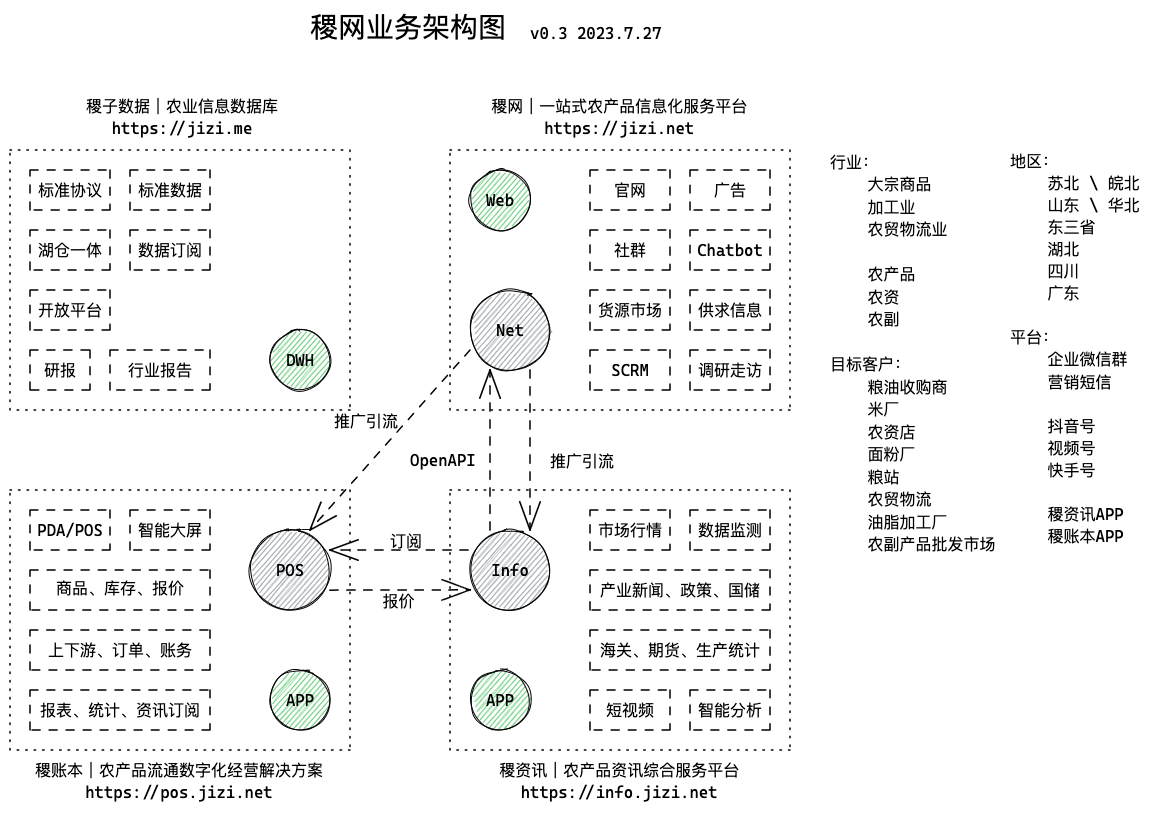 稷网业务架构图 v0.3 2023.7.27
稷子数据｜农业信息数据库
https://jizi.me
标准协议 标准数据
湖仓一体 数据订阅
开放平台
研报 行业报告
DWH
稷网｜一站式农产品信息化服务平台
https://jizi.net
Web
官网 广告
社群 Chatbot
Net
货源市场 供求信息
SCRM 调研走访
推广引流
OpenAPI
推广引流
订阅
报价
PDA/POS 智能大屏
POS
商品、库存、报价
上下游、订单、账务
报表、统计、资讯订阅
APP
稷账本｜农产品流通数字化经营解决方案
https://pos.jizi.net
Info
市场行情 数据监测
产业新闻、政策、国储
海关、期货、生产统计
APP
短视频 智能分析
稷资讯｜农产品资讯综合服务平台
https://info.jizi.net
行业:
大宗商品
加工业
农贸物流业
农产品
农资
农副
目标客户:
粮油收购商
米厂
农资店
面粉厂
粮站
农贸物流
油脂加工厂
农副产品批发市场
地区:
苏北 \ 皖北
山东 \ 华北
东三省
湖北
四川
广东
平台:
企业微信群
营销短信
抖音号
视频号
快手号
稷资讯APP
稷账本APP